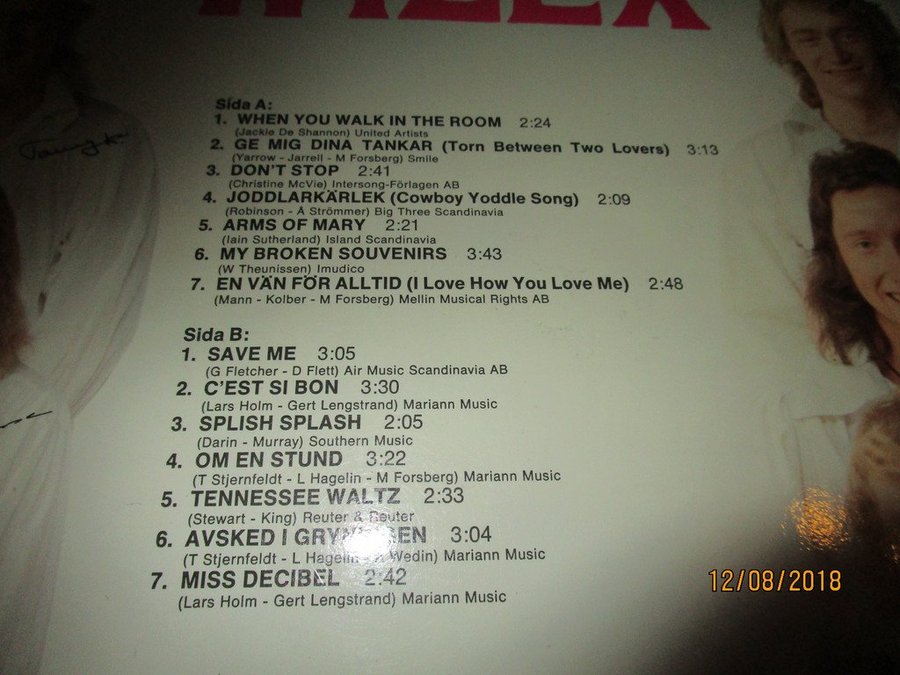 Sida A:
1. WHEN YOU WALK IN THE ROOM 2:24
(Jackie De Shannon) United Artists
2. GE MIG DINA TANKAR (Torn Between Two Lovers) 3:13
(Yarrow - Jarrell - M Forsberg) Smile
3. DON'T STOP 2:41
(Christine McVie) Intersong-Förlagen AB
4. JODDLARKÄRLEK (Cowboy Yoddle Song) 2:09
(Robinson - Å Strömmer) Big Three Scandinavia
5. ARMS OF MARY 2:21
(Iain Sutherland) Island Scandinavia
6. MY BROKEN SOUVENIRS 3:43
(W Theunissen) Imudico
7. EN VÄN FÖR ALLTID (I Love How You Love Me) 2:48
(Mann - Kolber - M Forsberg) Mellin Musical Rights AB
Sida B:
1. SAVE ME 3:05
(G Fletcher - D Flett) Air Music Scandinavia AB
2. C'EST SI BON 3:30
(Lars Holm - Gert Lengstrand) Mariann Music
3. SPLISH SPLASH 2:05
(Darin - Murray) Southern Music
4. OM EN STUND 3:22
(T Stjernfeldt - L Hagelin - M Forsberg) Mariann Music
5. TENNESSEE WALTZ 2:33
(Stewart - King) Reuter & Reuter
6. AVSKED I 3:04
(T Stjernfeldt - L Wedin) Mariann Music
7. MISS DECIBEL 2:42
(Lars Holm - Gert Lengstrand) Mariann Music
12/08/2018